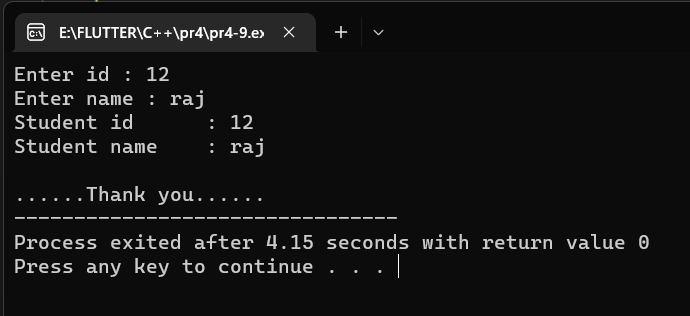 E:\FLUTTER\C++\pr4\pr4-9.ex
Enter id : 12
Enter name : raj
Student id      : 12
Student name    : raj

......Thank you......
--------------------------------
Process exited after 4.15 seconds with return value 0
Press any key to continue . . .